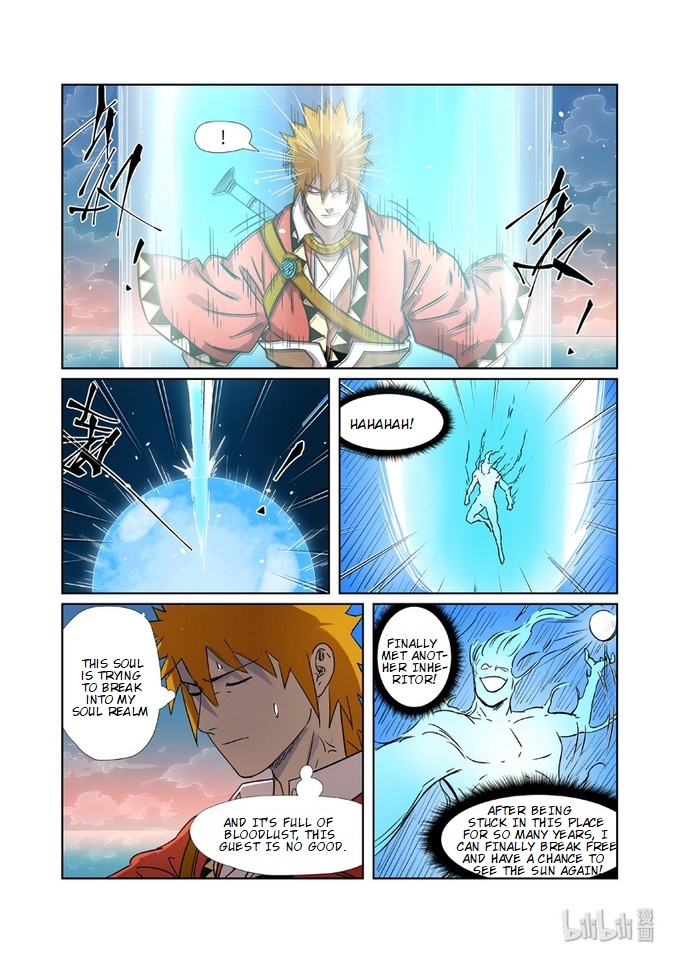 !
HAHAHAH!
THIS SOUL
IS TRYING
TO BREAK
INTO MY
SOUL REALM
AND IT'S FULL OF
BLOODLUST, THIS
GUEST IS NO GOOD.
FINALLY
MET ANOT-
HER INHE-
RITOR!
AFTER BEING
STUCK IN THIS PLACE
FOR SO MANY YEARS, I
CAN FINALLY BREAK FREE
AND HAVE A CHANCE TO
SEE THE SUN AGAIN!
bilibili 漫画